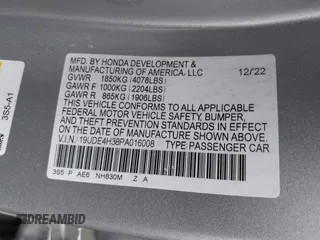 MFD. BY HONDA DEVELOPMENT &
MANUFACTURING OF AMERICA, LLC
GVWR 1850KG (4078LBS) 12/22
GAWR F 1000KG (2204LBS)
GAWR R 865KG (1906LBS)
THIS VEHICLE CONFORMS TO ALL APPLICABLE
FEDERAL MOTOR VEHICLE SAFETY, BUMPER,
AND THEFT PREVENTION STANDARDS IN EFFECT
ON THE DATE OF MANUFACTURE SHOWN ABOVE.
V.I.N.: 19UDE4H38PA016008 TYPE PASSENGER CAR
3S5 P AE6 NH830M Z A
3S5-A1
DREAMBID